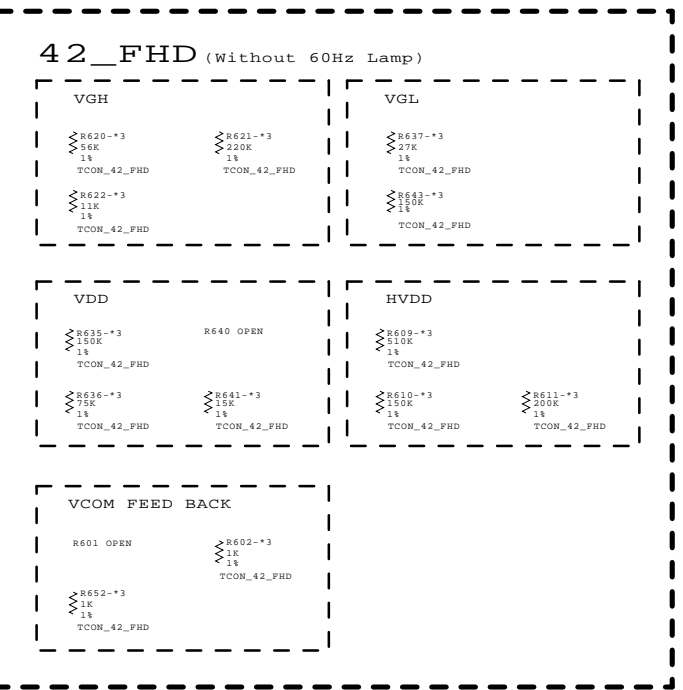 42_FHD(Without 60Hz Lamp)
VGH
R620-*3
56K
1%
TCON_42_FHD
R621-*3
220K
1%
TCON_42_FHD
R622-*3
11K
1%
TCON_42_FHD
VGL
R637-*3
27K
1%
TCON_42_FHD
R643-*3
150K
1%
TCON_42_FHD
VDD
R635-*3
150K
1%
TCON_42_FHD
R640 OPEN
R636-*3
75K
1%
TCON_42_FHD
R641-*3
15K
1%
TCON_42_FHD
HVDD
R609-*3
510K
1%
TCON_42_FHD
R610-*3
150K
1%
TCON_42_FHD
R611-*3
200K
1%
TCON_42_FHD
VCOM FEED BACK
R601 OPEN
R602-*3
1K
1%
TCON_42_FHD
R652-*3
1K
1%
TCON_42_FHD